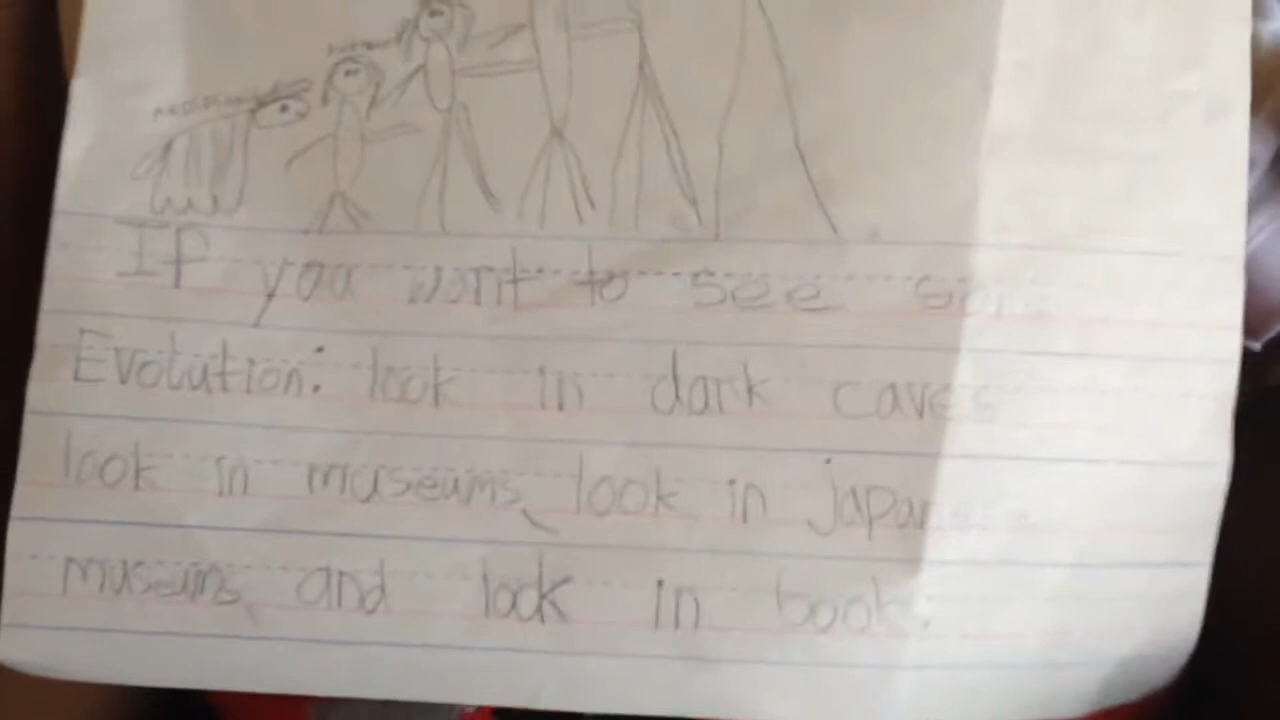 If you want to see
Evolution: look in dark caves
look in museums, look in
museums, and look in book.